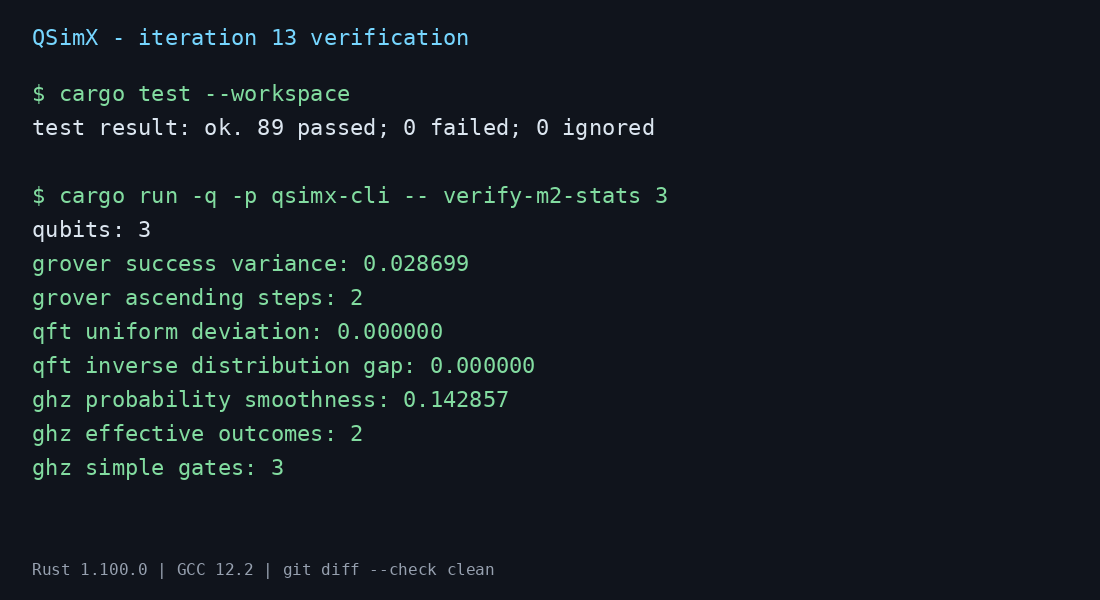 QSimX - iteration 13 verification
$ cargo test --workspace
test result: ok. 89 passed; 0 failed; 0 ignored
$ cargo run -q -p qsimx-cli -- verify-m2-stats 3
qubits: 3
grover success variance: 0.028699
grover ascending steps: 2
qft uniform deviation: 0.000000
qft inverse distribution gap: 0.000000
ghz probability smoothness: 0.142857
ghz effective outcomes: 2
ghz simple gates: 3
Rust 1.100.0 | GCC 12.2 | git diff --check clean